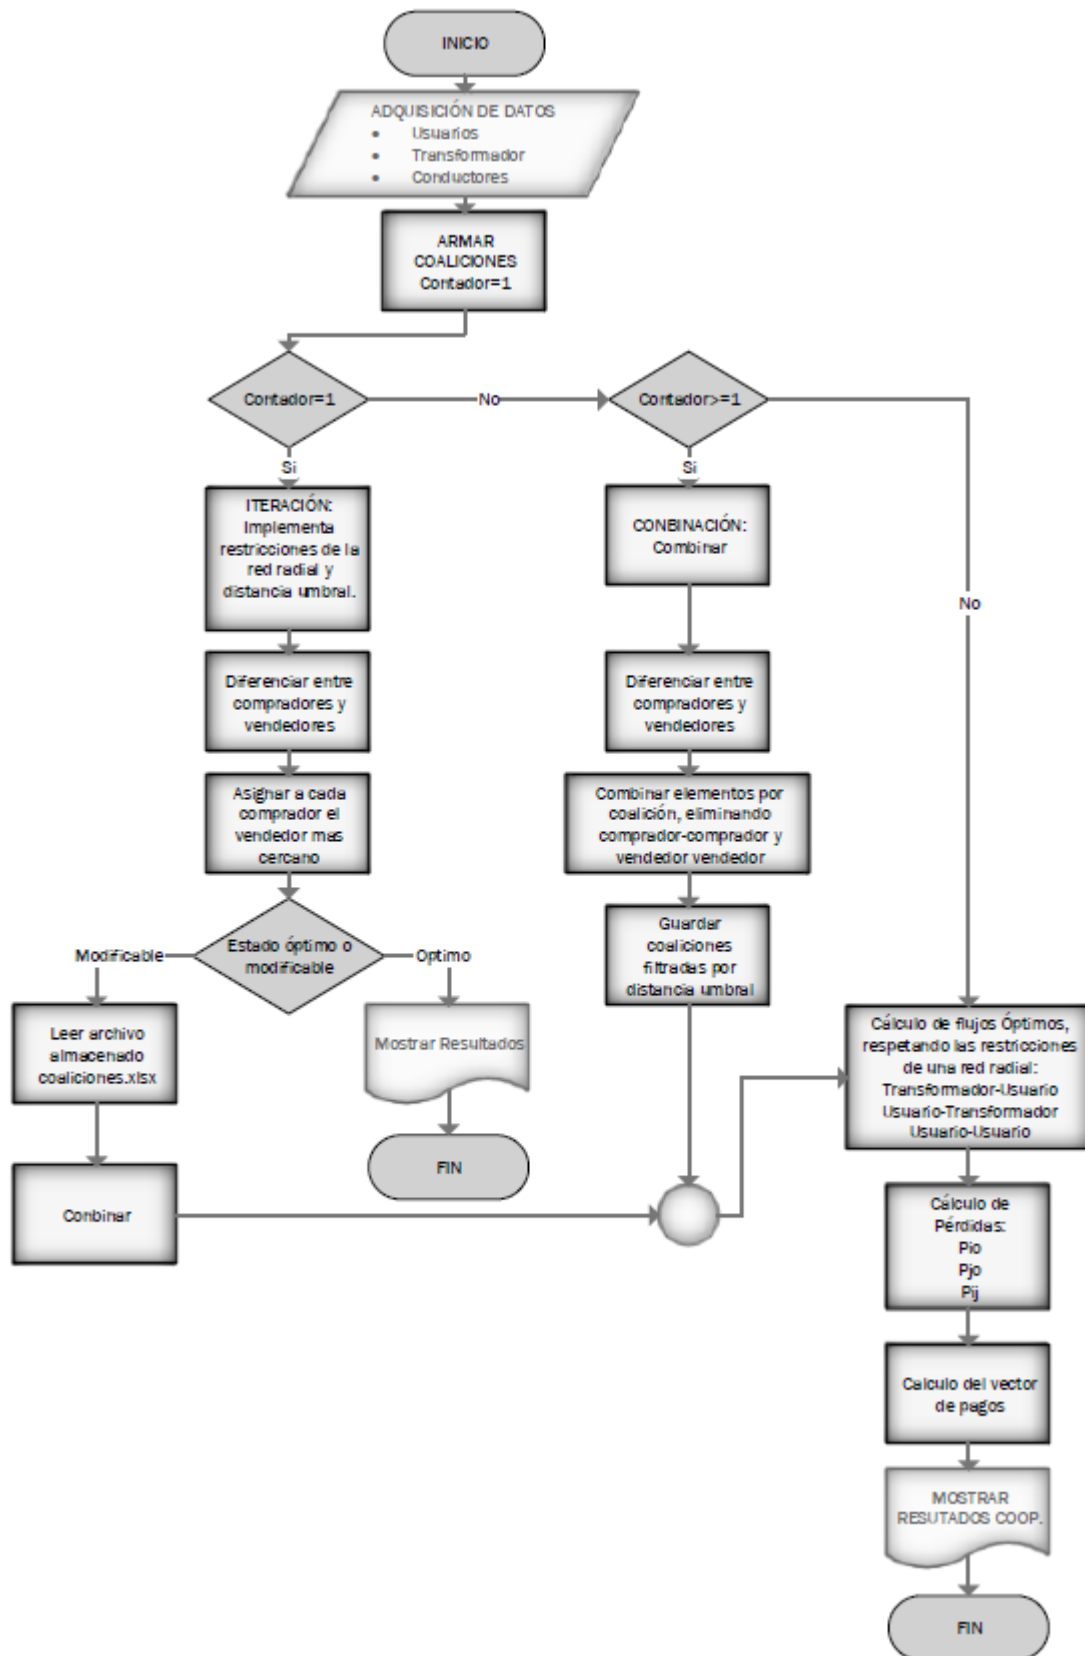 INICIO
ADQUISICIÓN DE DATOS
• Usuarios
• Transformador
• Conductores
ARMAR
COALICIONES
Contador=1
Contador=1
No
Contador>=1
Si
Si
ITERACIÓN:
Implementa
restricciones de la
red radial y
distancia umbral.
CONBINACIÓN:
Combinar
No
Diferenciar entre
compradores y
vendedores
Diferenciar entre
compradores y
vendedores
Asignar a cada
comprador el
vendedor mas
cercano
Combinar elementos por
coalición, eliminando
comprador-comprador y
vendedor vendedor
Estado óptimo o
modificable
Modificable
Optimo
Guardar
coaliciones
filtradas por
distancia umbral
Leer archivo
almacenado
coaliciones.xlsx
Mostrar Resultados
Cálculo de flujos Óptimos,
respetando las restricciones
de una red radial:
Transformador-Usuario
Usuario-Transformador
Usuario-Usuario
FIN
Conbinar
Cálculo de
Pérdidas:
Pio
Pjo
Pij
Calculo del vector
de pagos
MOSTRAR
RESUTADOS COOP.
FIN